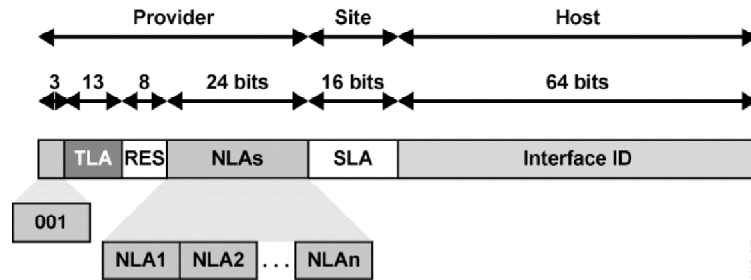 Provider Site Host
3 13 8 24 bits 16 bits 64 bits
TLA RES NLAs SLA Interface ID
001
NLA1 NLA2 ... NLAn